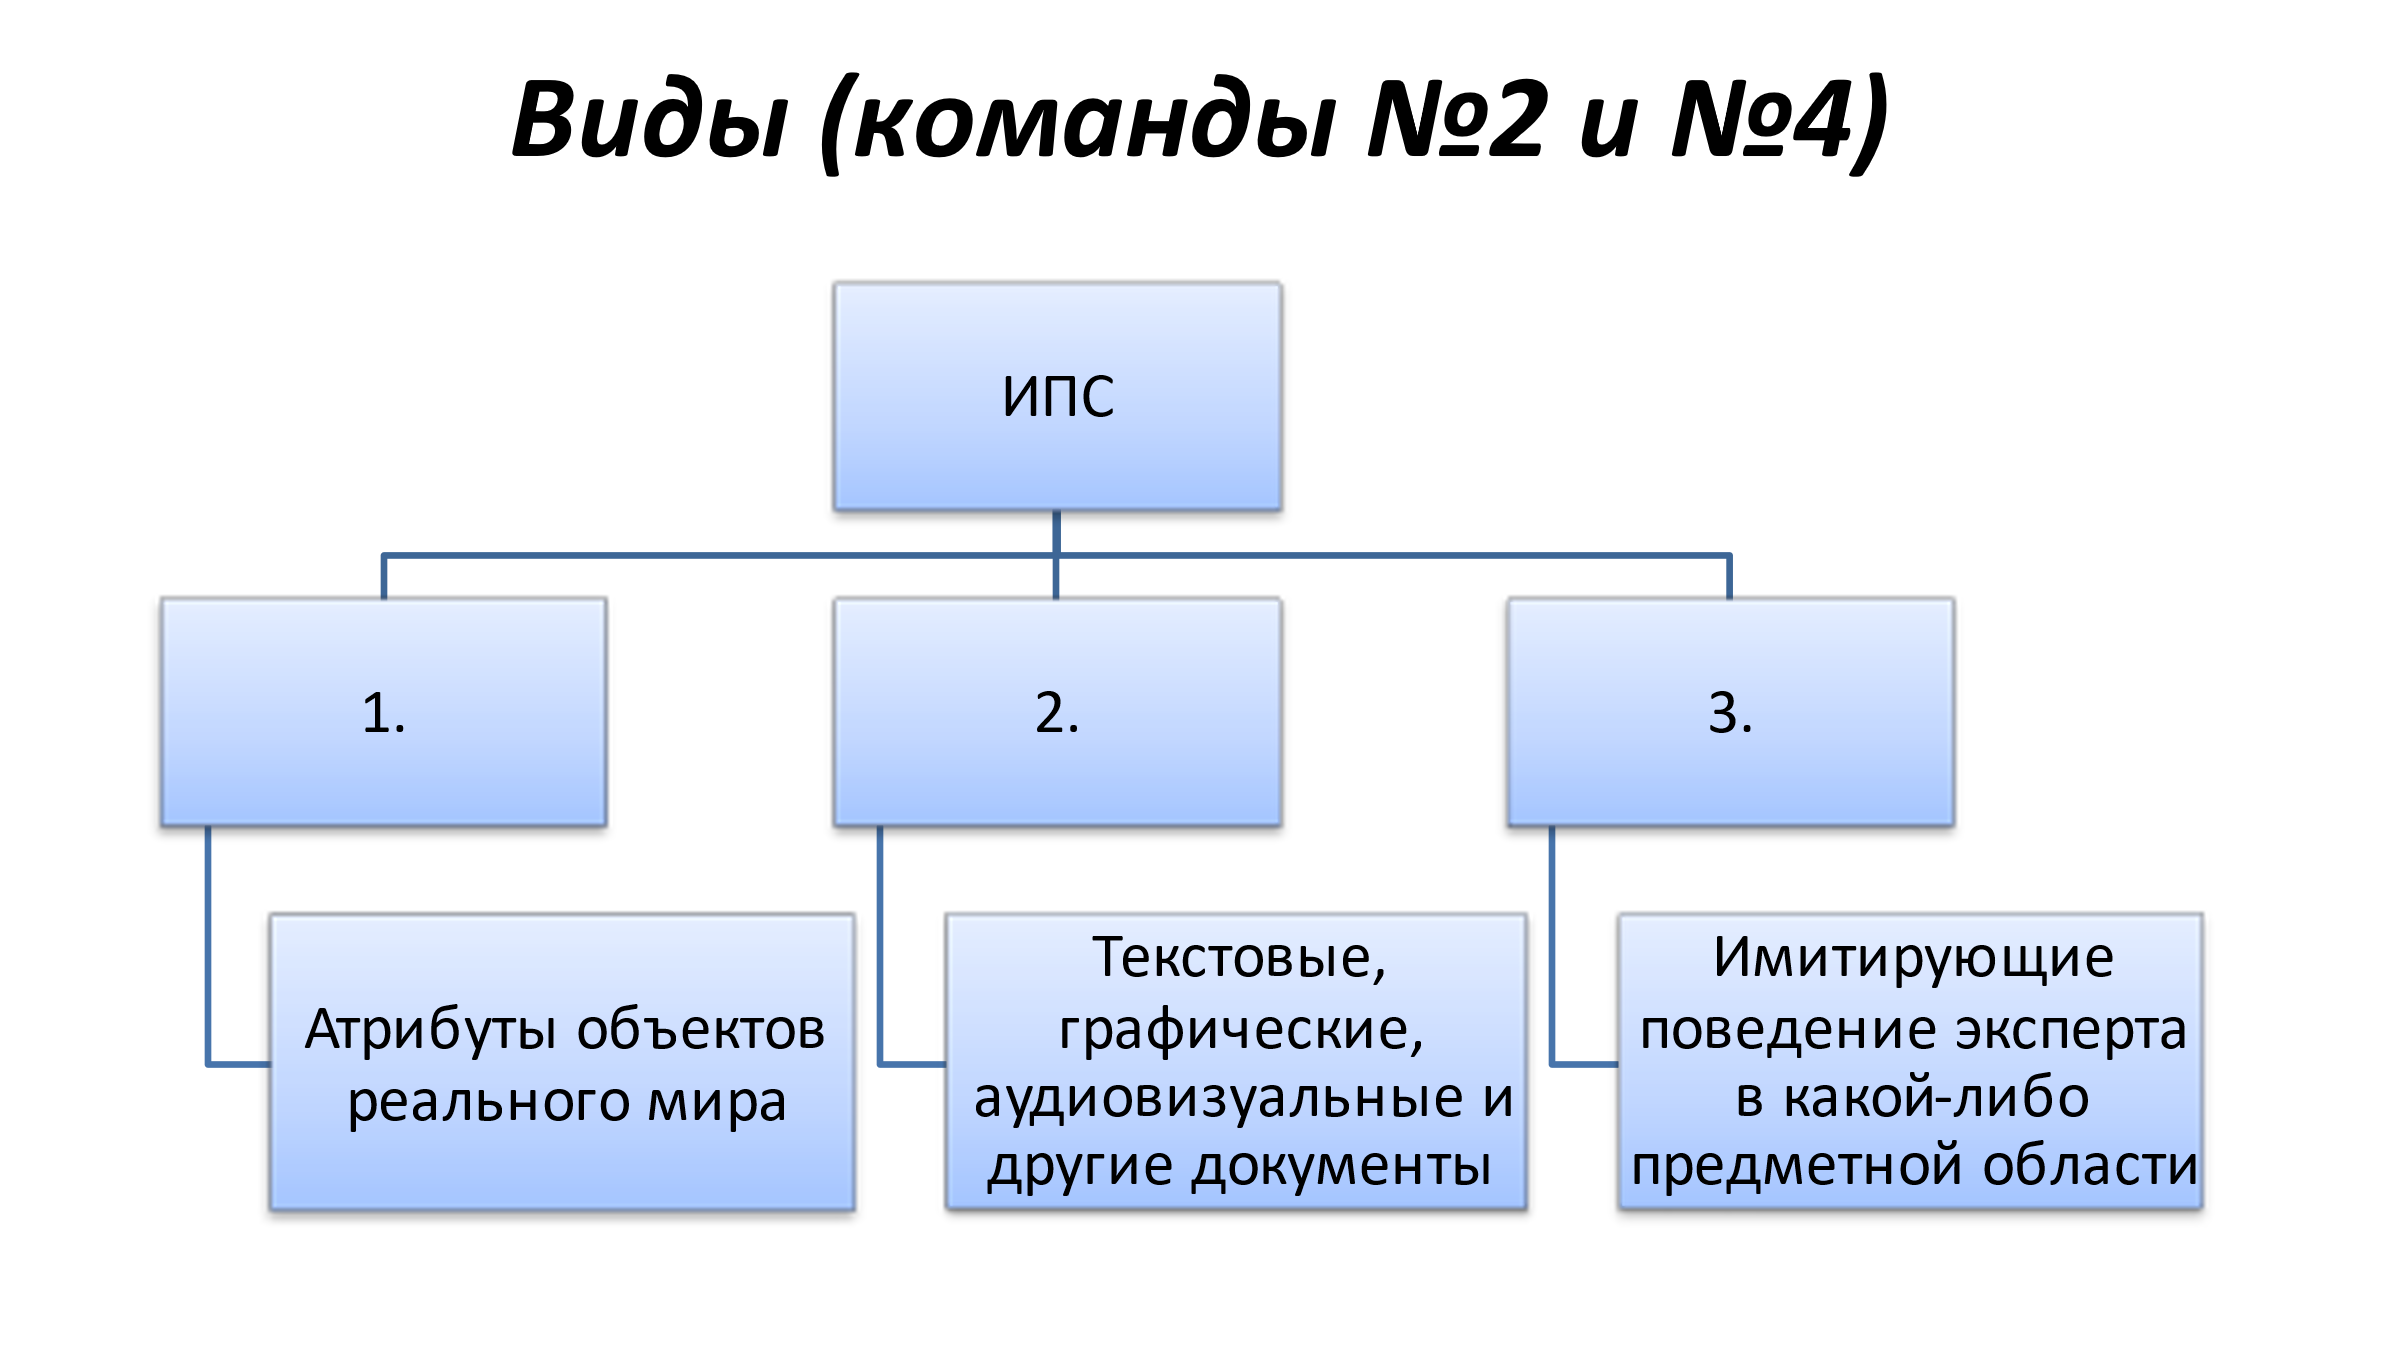 Виды (команды №2 и №4)
ИПС
1.
2.
3.
Атрибуты объектов
реального мира
Текстовые,
графические,
аудиовизуальные и
другие документы
Имитирующие
поведение эксперта
в какой-либо
предметной области